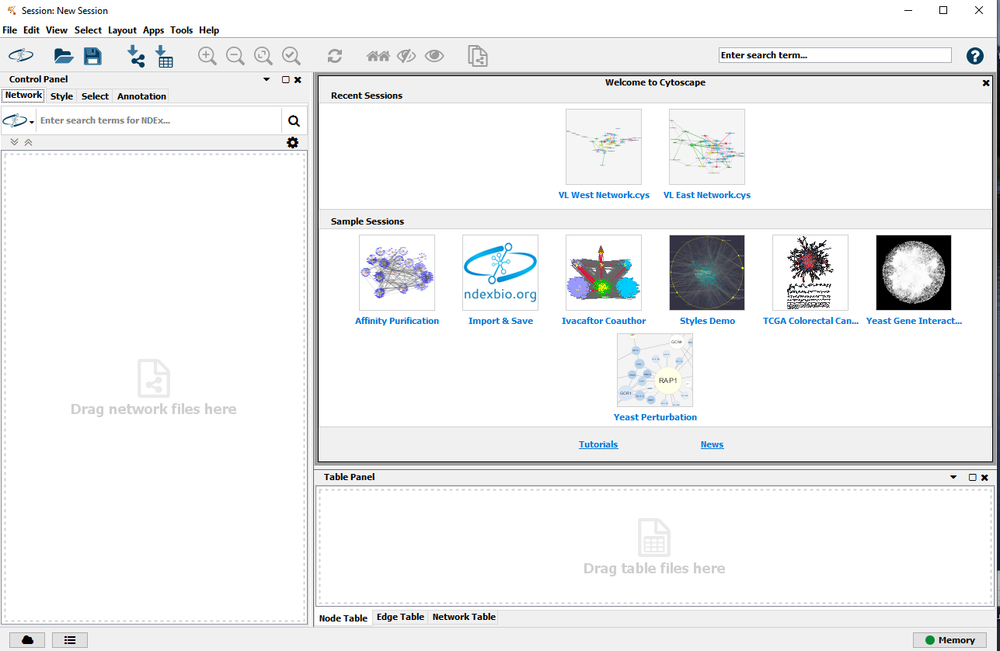 Session: New Session
File Edit View Select Layout Apps Tools Help
Enter search term...
Control Panel
Network Style Select Annotation
Enter search terms for NDEx...
Drag network files here
Welcome to Cytoscape
Recent Sessions
VL West Network.cys VL East Network.cys
Sample Sessions
ndexbio.org
Affinity Purification Import & Save Ivacaftor Coauthor Styles Demo TCGA Colorectal Can... Yeast Gene Interact...
GCN4
RAP1
GCR1
Yeast Perturbation
Tutorials News
Table Panel
Drag table files here
Node Table Edge Table Network Table
Memory